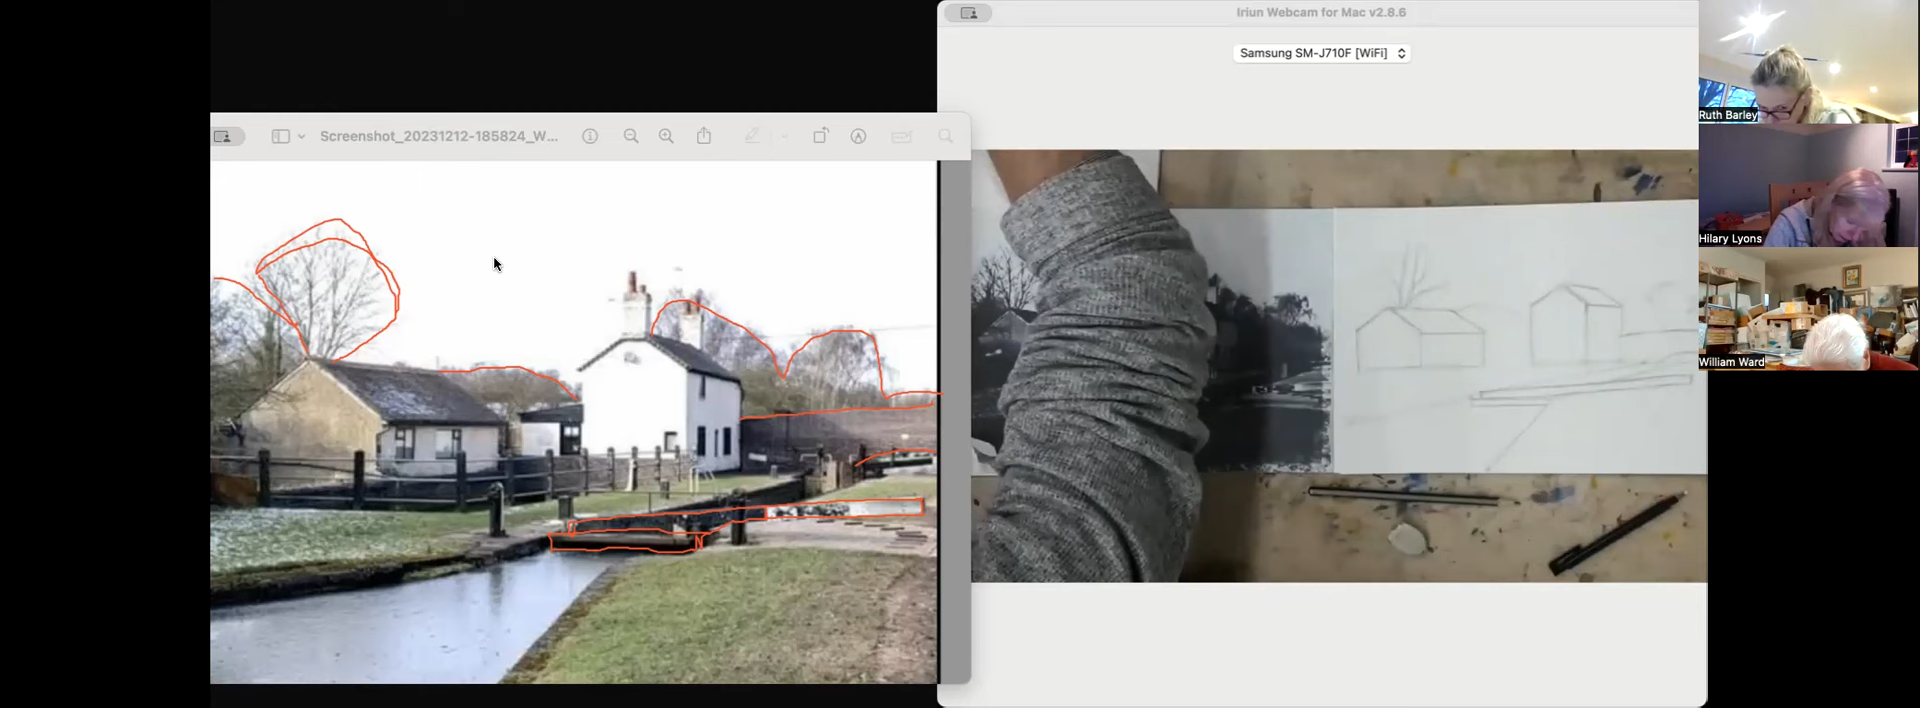 Iriun Webcam for Mac v2.8.6
Samsung SM-J710F [WiFi]
Screenshot_20231212-185824_W...
Ruth Barley
Hilary Lyons
William Ward